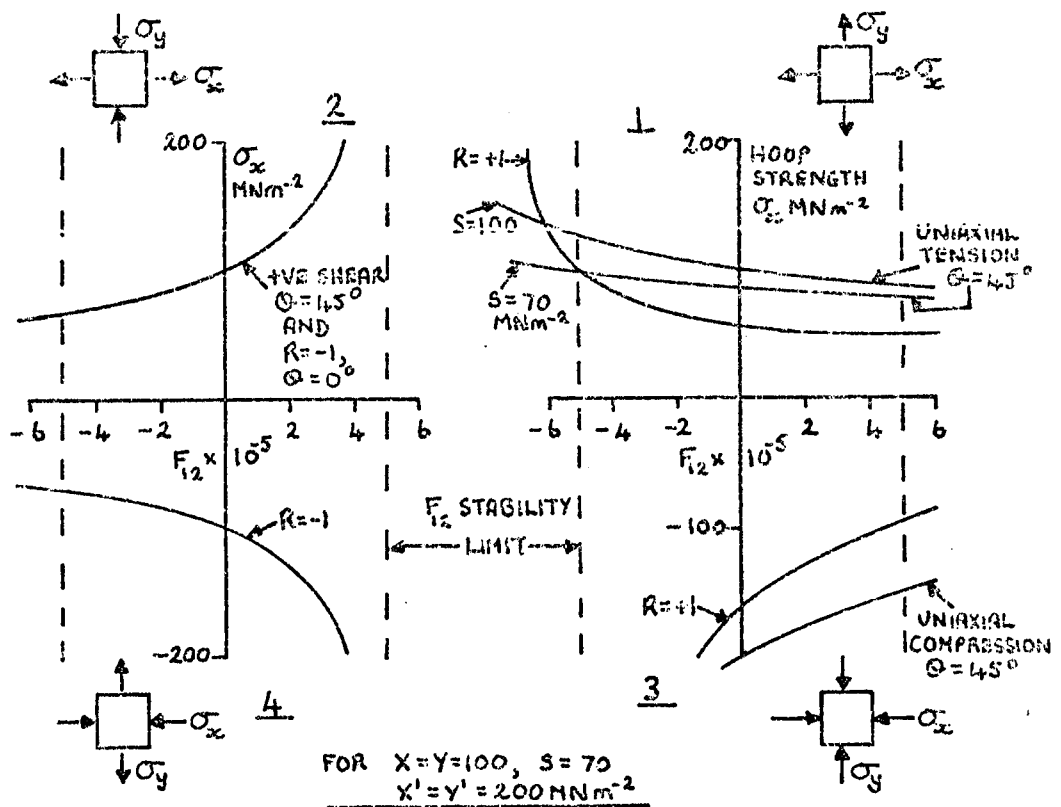 σy
σx
2
200
σx
MNm⁻²
+VE SHEAR
θ=45°
AND
R=-1,
θ=0°
-6 -4 -2 2 4 6
F₁₂ × 10⁻⁵
R=-1
-200
4
σx
σy
σy
σx
1
200
HOOP
STRENGTH
σx MNm⁻²
R=+1
S=100
S=70
MNm⁻²
UNIAXIAL
TENSION
θ=45°
-6 -4 -2 2 4 6
F₁₂ × 10⁻⁵
F₁₂ STABILITY
LIMIT
-100
R=+1
UNIAXIAL
COMPRESSION
θ=45°
3
σx
σy
FOR X=Y=100, S=70
X'=Y'=200MNm⁻²